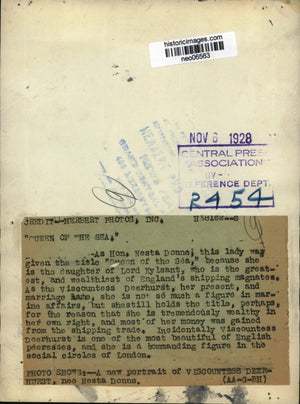 historicimages.com
neo06563
NOV 6 1928
CENTRAL PRESS
ASSOCIATION
REFERENCE DEPT.
R454
CREDIT--HERBERT PHOTOS, INC.
"QUEEN OF THE SEA,"
-As Hon. Nesta Donne, this lady was
given the title "Queen of the Sea," because she
is the daughter of Lord Kylsant, who is the great-
est, and wealthiest of England's shipping magnates.
As the Viscountess Deerhurst, her present, and
marriage name, she is not so much a figure in mar-
ine affairs, but shestill holds the title, perhaps,
for the reason that she is tremendously wealthy in
her own right, and most of her money was gained
from the shipping trade. Incidentally Viscountess
Deerhurst is one of the most beautiful of English
peeresses, and she is a commanding figure in the
social circles of London.
PHOTO SHOWS:--A new portrait of VISCOUNTESS DEER-
HURST, nee Nesta Donne. (AA-G-BH)